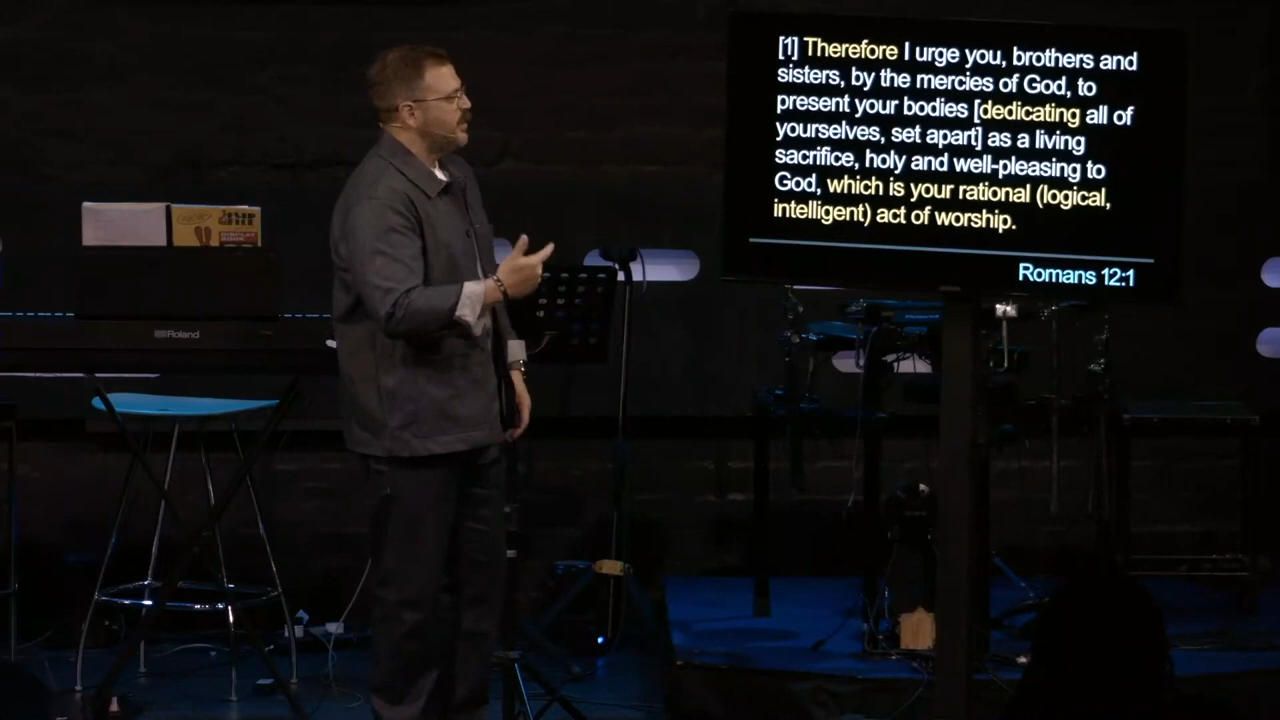 [1] Therefore I urge you, brothers and
sisters, by the mercies of God, to
present your bodies [dedicating all of
yourselves, set apart] as a living
sacrifice, holy and well-pleasing to
God, which is your rational (logical,
intelligent) act of worship.
Romans 12:1
Roland